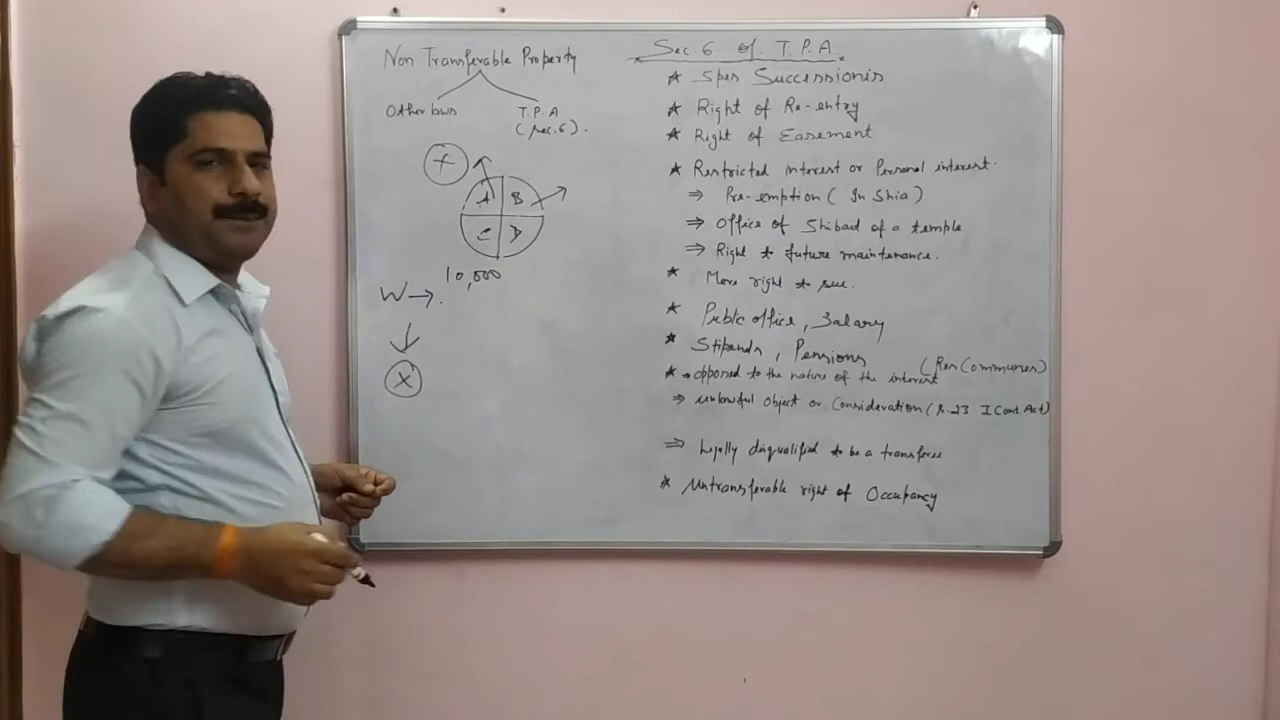 Non Transferable Property
Other laws
T.P.A
(Sec.6).
F
A B
C D
10,000
W →.
X
Sec. 6 of T.P.A.
★ Spes Successionis
★ Right of Re-entry
★ Right of Easement
★ Restricted interest or Personal interest.
⇒ Pre-emption ( In Shia )
⇒ Office of Shibait of a temple
⇒ Right to future maintenance.
★ Mere right to sue.
★ Public office, Salary
★ Stipends, Pensions
(Res Communes)
★ opposed to the nature of the interest
⇒ unlawful Object or Consideration (S.23 I Cont. Act)
⇒ Legally disqualified to be a transferee
★ Untransferable right of Occupancy